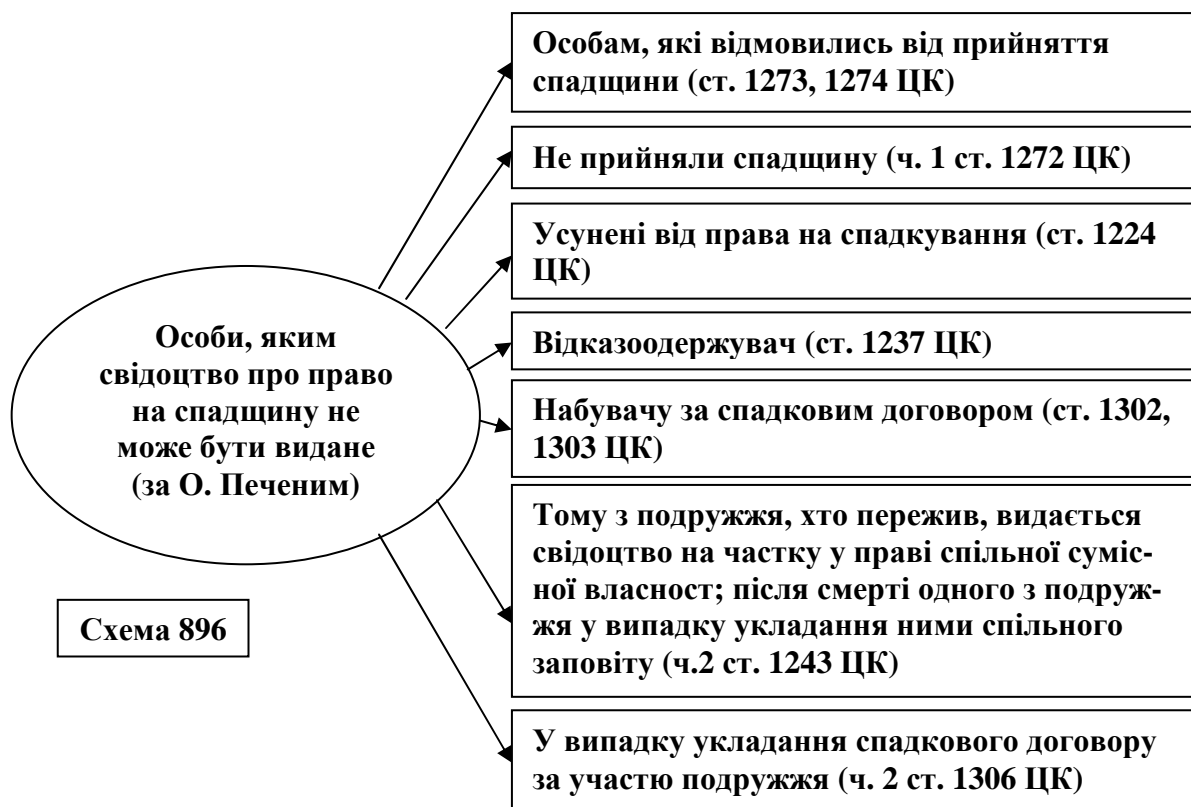 Особам, які відмовились від прийняття
спадщини (ст. 1273, 1274 ЦК)
Не прийняли спадщину (ч. 1 ст. 1272 ЦК)
Усунені від права на спадкування (ст. 1224
ЦК)
Особи, яким
свідоцтво про право
на спадщину не
може бути видане
(за О. Печеним)
Відказоодержувач (ст. 1237 ЦК)
Набувачу за спадковим договором (ст. 1302,
1303 ЦК)
Тому з подружжя, хто пережив, видається
свідоцтво на частку у праві спільної суміс-
ної власност; після смерті одного з подруж-
жя у випадку укладання ними спільного
заповіту (ч.2 ст. 1243 ЦК)
Схема 896
У випадку укладання спадкового договору
за участю подружжя (ч. 2 ст. 1306 ЦК)